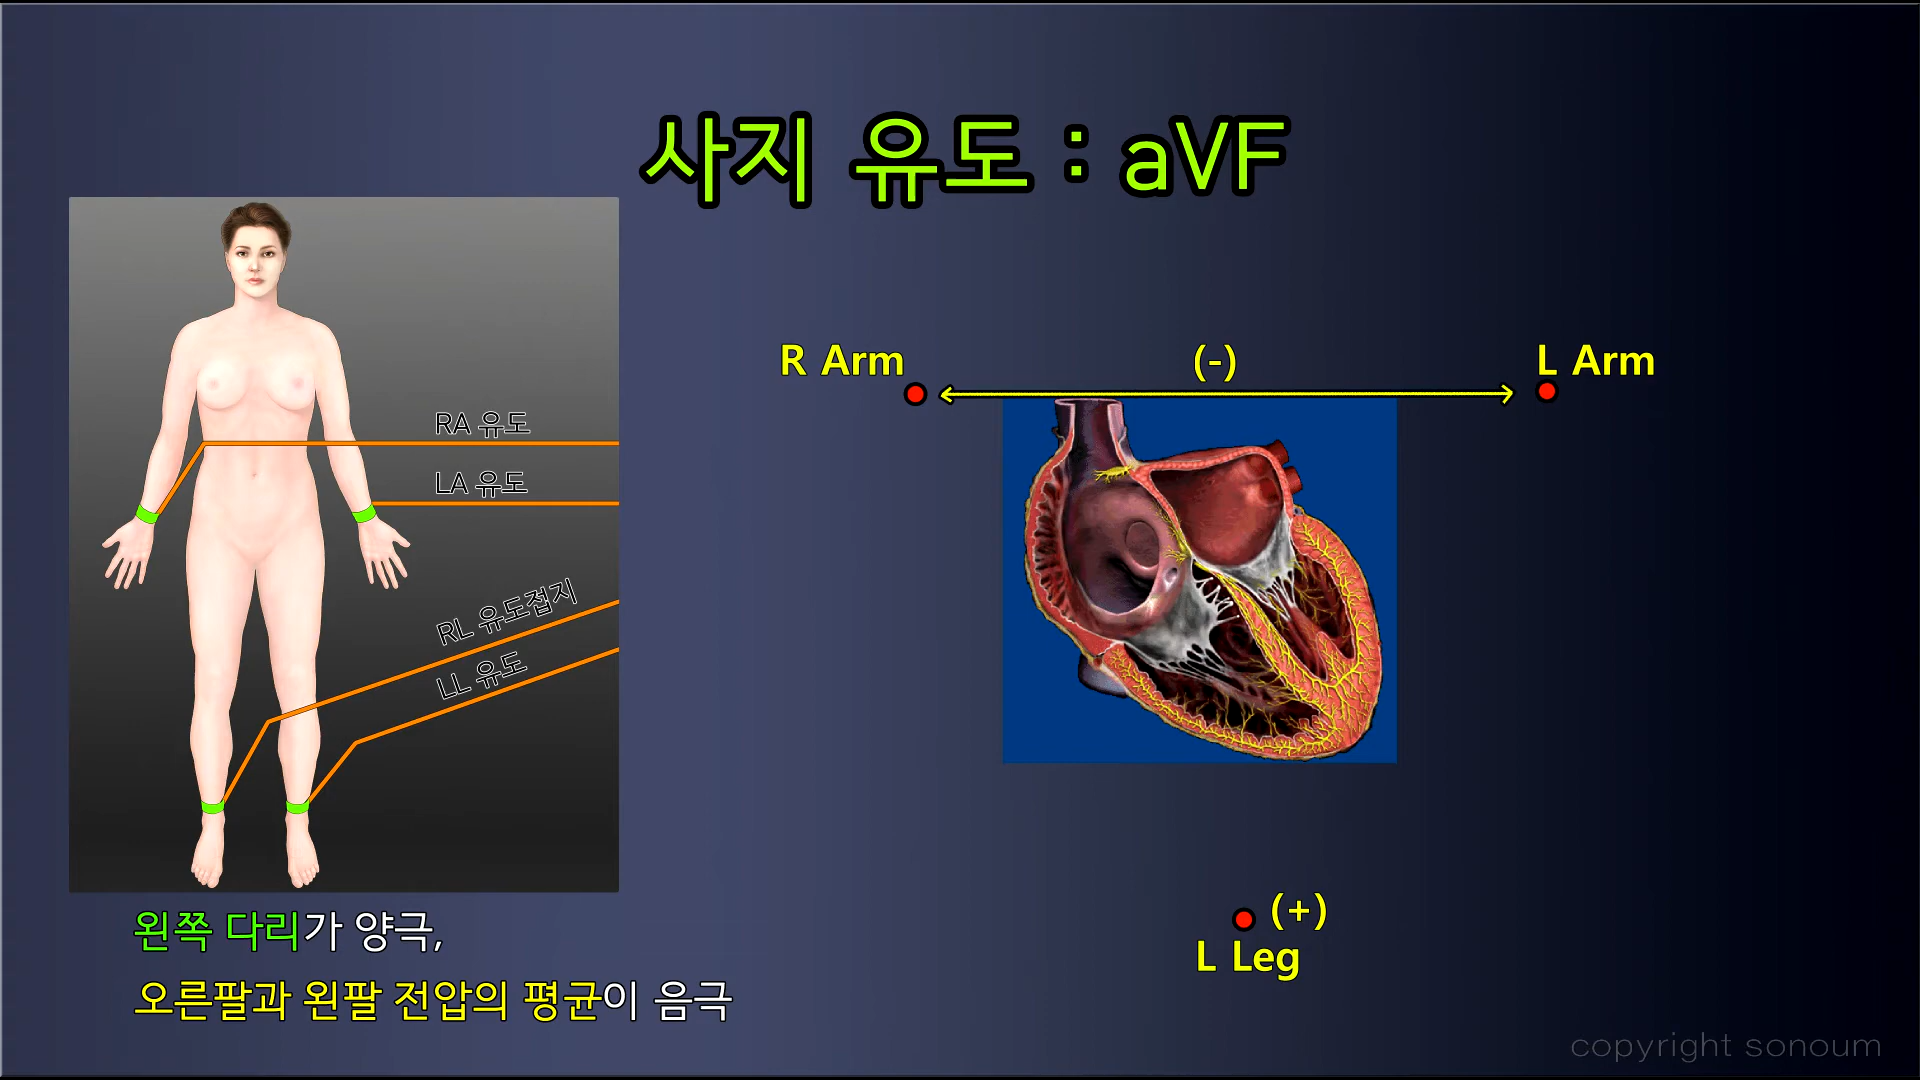 사지 유도 : aVF
R Arm
(-)
L Arm
RA 유도
LA 유도
RL 유도접지
LL 유도
(+)
L Leg
왼쪽 다리가 양극,
오른팔과 왼팔 전압의 평균이 음극
copyright sonoum